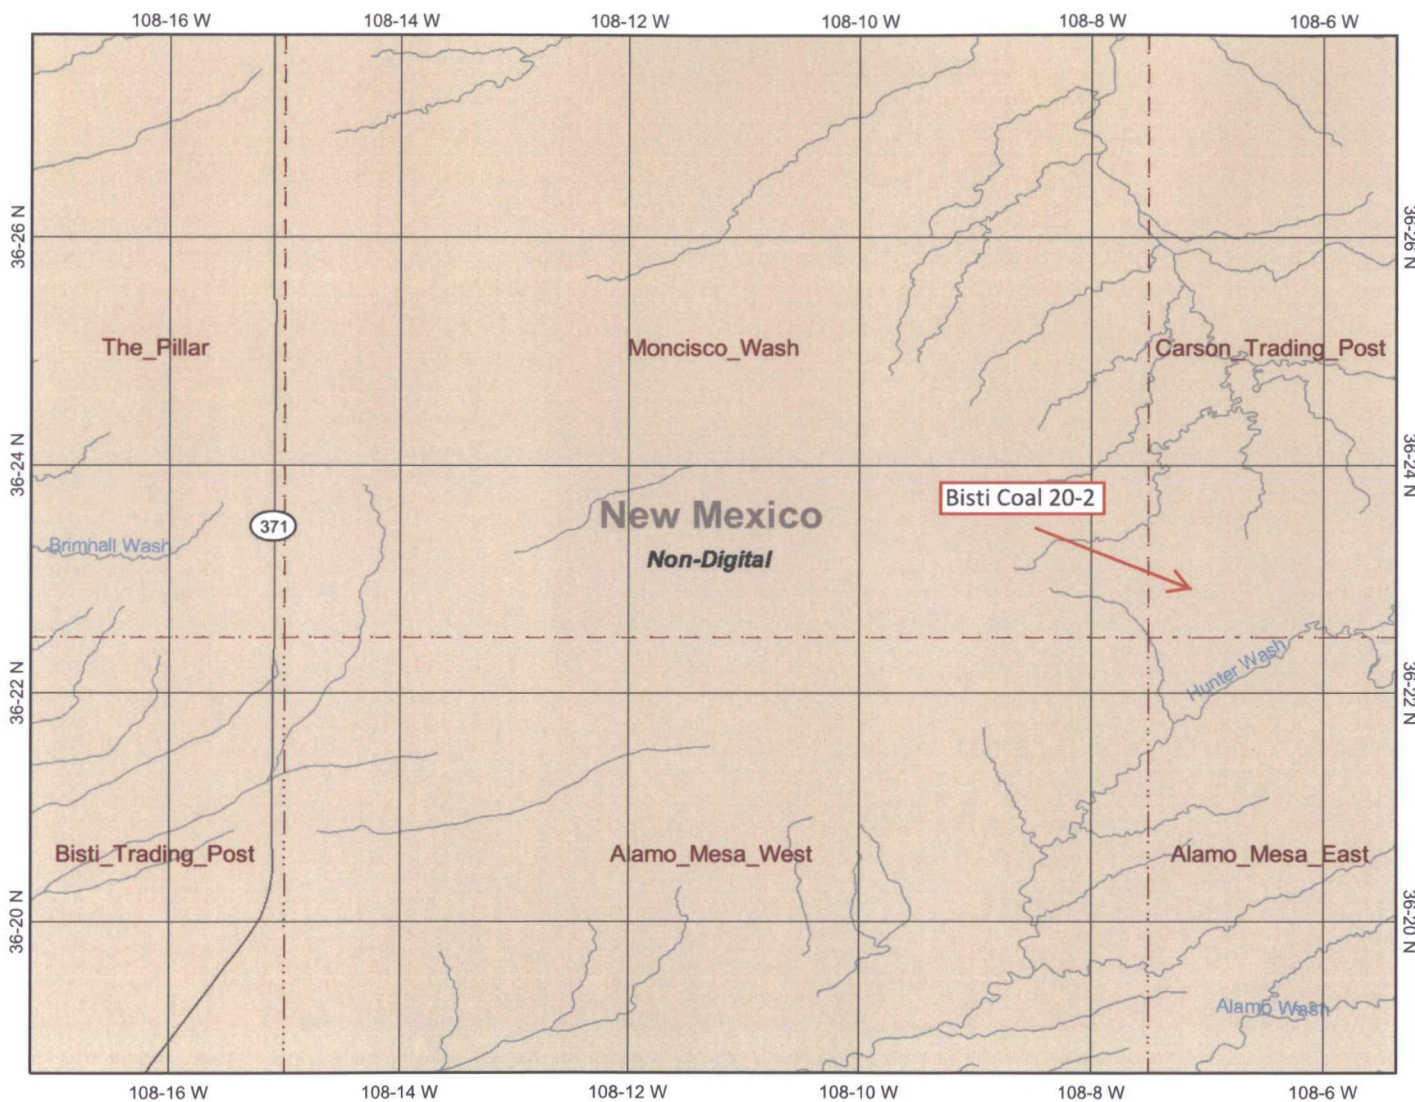 108-16 W
108-14 W
108-12 W
108-10 W
108-8 W
108-6 W
36-26 N
36-26 N
The_Pillar
Moncisco_Wash
Carson_Trading_Post
36-24 N
36-24 N
Bisti Coal 20-2
New Mexico
371
Brimhall Wash
Non-Digital
Hunter Wash
36-22 N
36-22 N
Bisti_Trading_Post
Alamo_Mesa_West
Alamo_Mesa_East
36-20 N
36-20 N
Alamo Wash
108-16 W
108-14 W
108-12 W
108-10 W
108-8 W
108-6 W